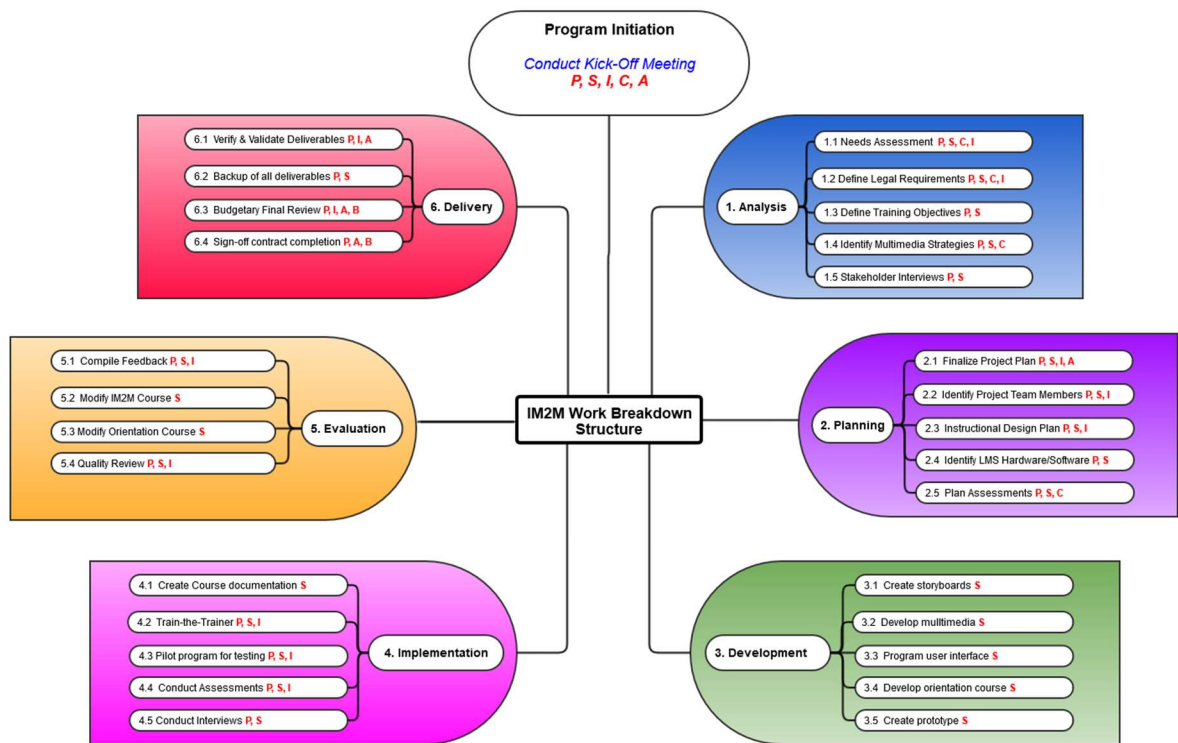 Program Initiation
Conduct Kick-Off Meeting
P, S, I, C, A
6.1 Verify & Validate Deliverables P, I, A
6.2 Backup of all deliverables P, S
6.3 Budgetary Final Review P, I, A, B
6.4 Sign-off contract completion P, A, B
6. Delivery
1. Analysis
1.1 Needs Assessment P, S, C, I
1.2 Define Legal Requirements P, S, C, I
1.3 Define Training Objectives P, S
1.4 Identify Multimedia Strategies P, S, C
1.5 Stakeholder Interviews P, S
5.1 Compile Feedback P, S, I
5.2 Modify IM2M Course S
5.3 Modify Orientation Course S
5.4 Quality Review P, S, I
5. Evaluation
IM2M Work Breakdown
Structure
2. Planning
2.1 Finalize Project Plan P, S, I, A
2.2 Identify Project Team Members P, S, I
2.3 Instructional Design Plan P, S, I
2.4 Identify LMS Hardware/Software P, S
2.5 Plan Assessments P, S, C
4.1 Create Course documentation S
4.2 Train-the-Trainer P, S, I
4.3 Pilot program for testing P, S, I
4.4 Conduct Assessments P, S, I
4.5 Conduct Interviews P, S
4. Implementation
3. Development
3.1 Create storyboards S
3.2 Develop mulltimedia S
3.3 Program user interface S
3.4 Develop orientation course S
3.5 Create prototype S